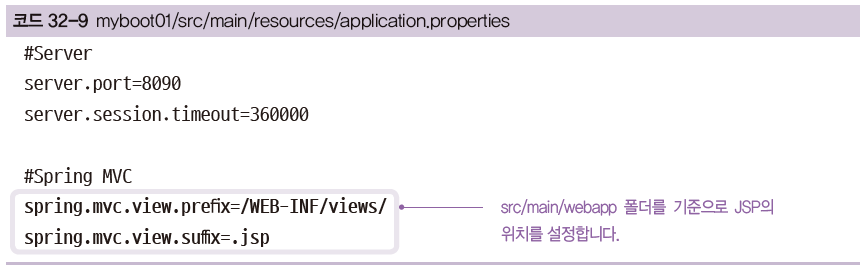 코드 32-9 myboot01/src/main/resources/application.properties
#Server
server.port=8090
server.session.timeout=360000
#Spring MVC
spring.mvc.view.prefix=/WEB-INF/views/
spring.mvc.view.suffix=.jsp
src/main/webapp 폴더를 기준으로 JSP의
위치를 설정합니다.